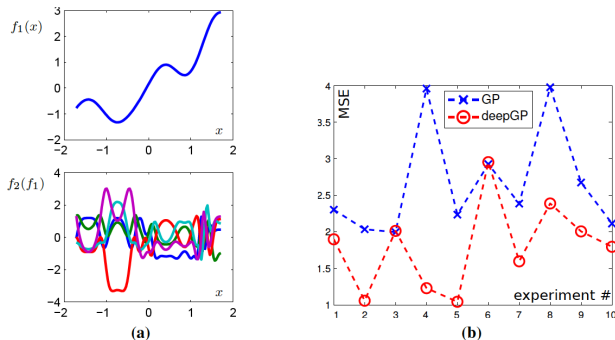 f₁(x)
3
2
1
0
−1
−2
−2 −1 0 1 2
x
f₂(f₁)
4
2
0
−2
−4
−2 −1 0 1 2
x
(a)
MSE
4
3.5
3
2.5
2
1.5
1
1 2 3 4 5 6 7 8 9 10
GP
deepGP
experiment #
(b)